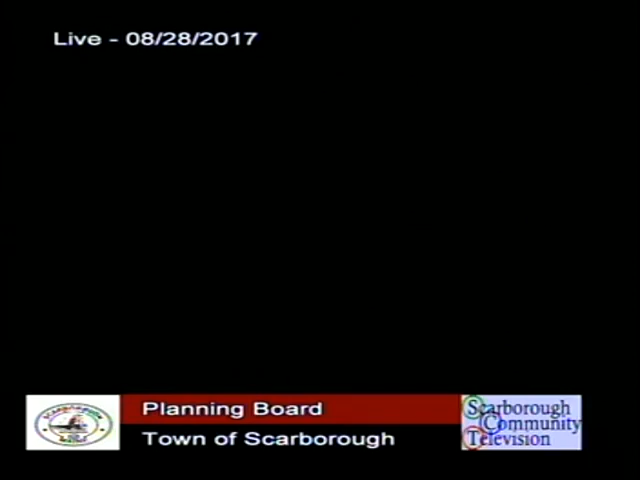 Live - 08/28/2017
Planning Board
Town of Scarborough
Scarborough
Community
Television